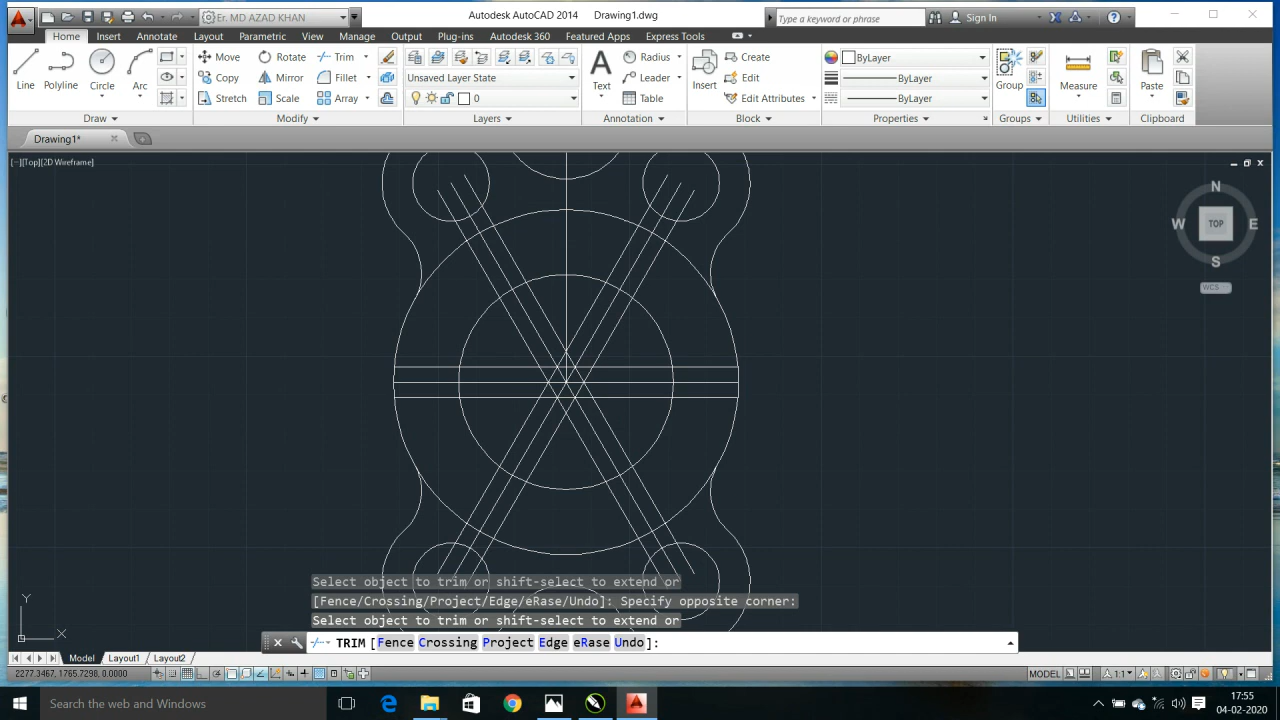 Er. MD AZAD KHAN
Autodesk AutoCAD 2014 Drawing1.dwg
Type a keyword or phrase
Sign In
Home Insert Annotate Layout Parametric View Manage Output Plug-ins Autodesk 360 Featured Apps Express Tools
Line Polyline Circle Arc
Move Rotate Trim
Copy Mirror Fillet
Stretch Scale Array
Unsaved Layer State
0
Text
Radius
Leader
Table
Insert
Create
Edit
Edit Attributes
ByLayer
ByLayer
ByLayer
Group
Measure
Paste
Draw Modify Layers Annotation Block Properties Groups Utilities Clipboard
Drawing1*
[−][Top][2D Wireframe]
N
W TOP E
S
WCS
Y
X
Select object to trim or shift-select to extend or
[Fence/Crossing/Project/Edge/eRase/Undo]: Specify opposite corner:
Select object to trim or shift-select to extend or
TRIM [Fence Crossing Project Edge eRase Undo]:
Model Layout1 Layout2
2277.3467, 1765.7298, 0.0000
MODEL
1:1
Search the web and Windows
17:55
04-02-2020